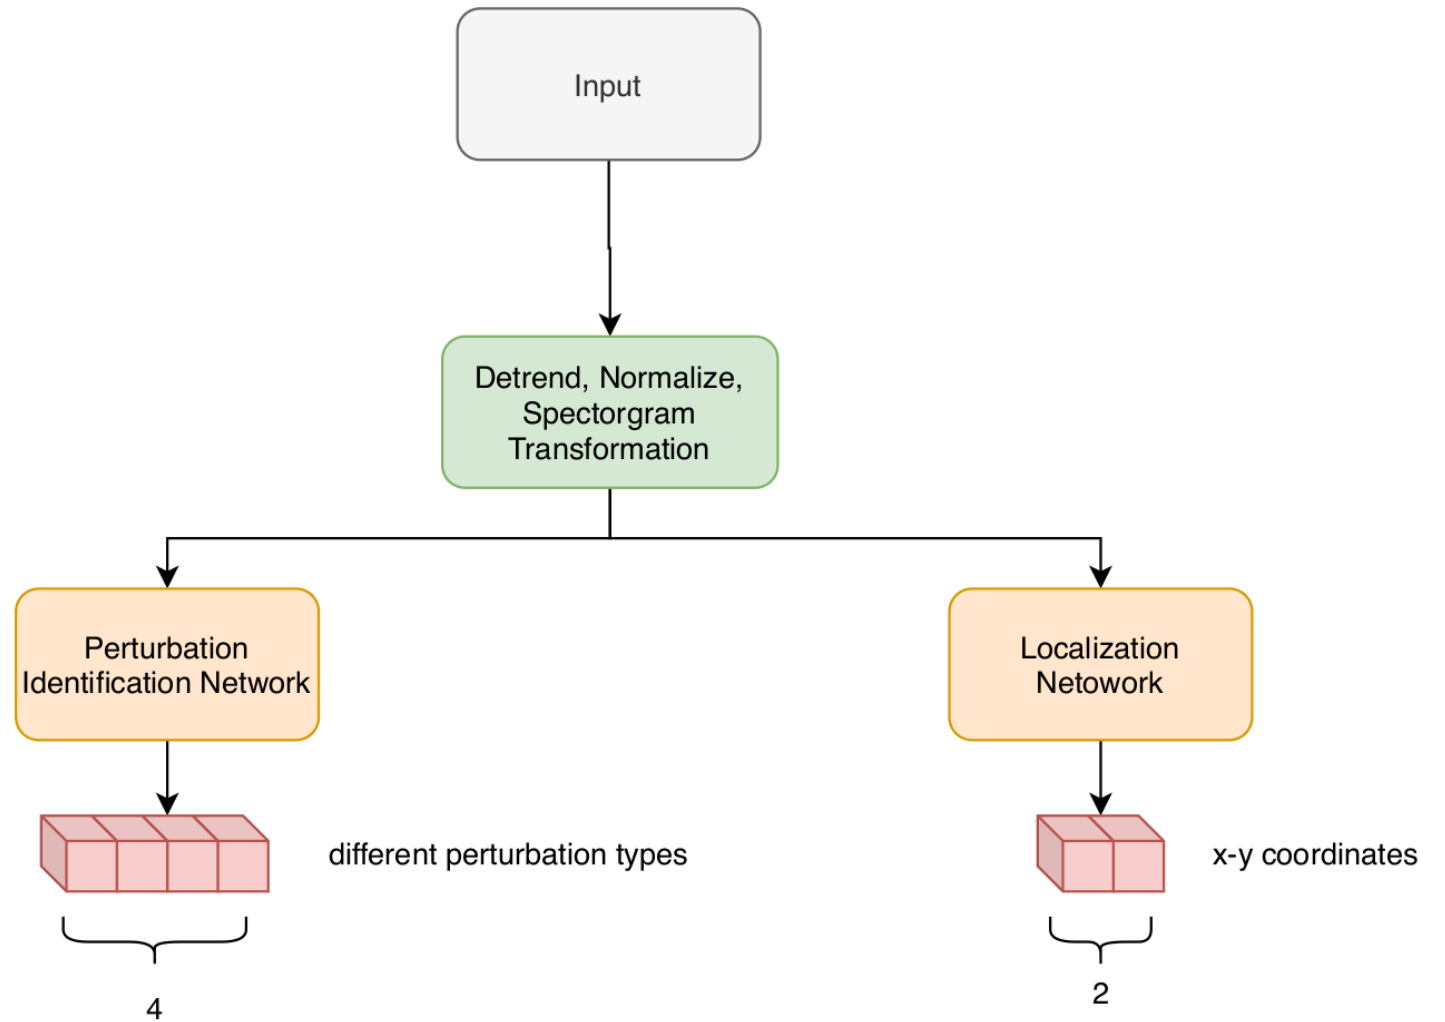 Input
Detrend, Normalize,
Spectorgram
Transformation
Perturbation
Identification Network
Localization
Netowork
different perturbation types
x-y coordinates
4
2